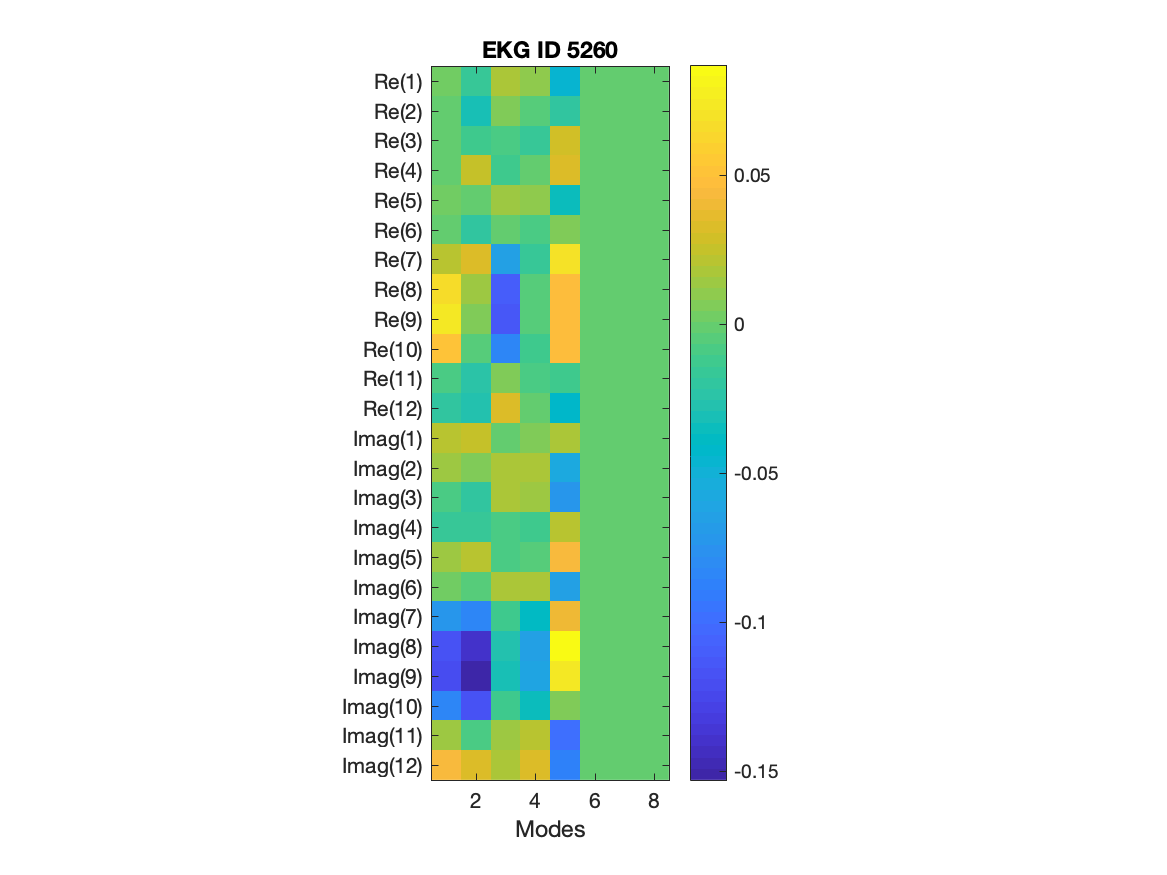 EKG ID 5260
Re(1)
Re(2)
Re(3)
Re(4)
Re(5)
Re(6)
Re(7)
Re(8)
Re(9)
Re(10)
Re(11)
Re(12)
Imag(1)
Imag(2)
Imag(3)
Imag(4)
Imag(5)
Imag(6)
Imag(7)
Imag(8)
Imag(9)
Imag(10)
Imag(11)
Imag(12)
2 4 6 8
Modes
0.05
0
-0.05
-0.1
-0.15